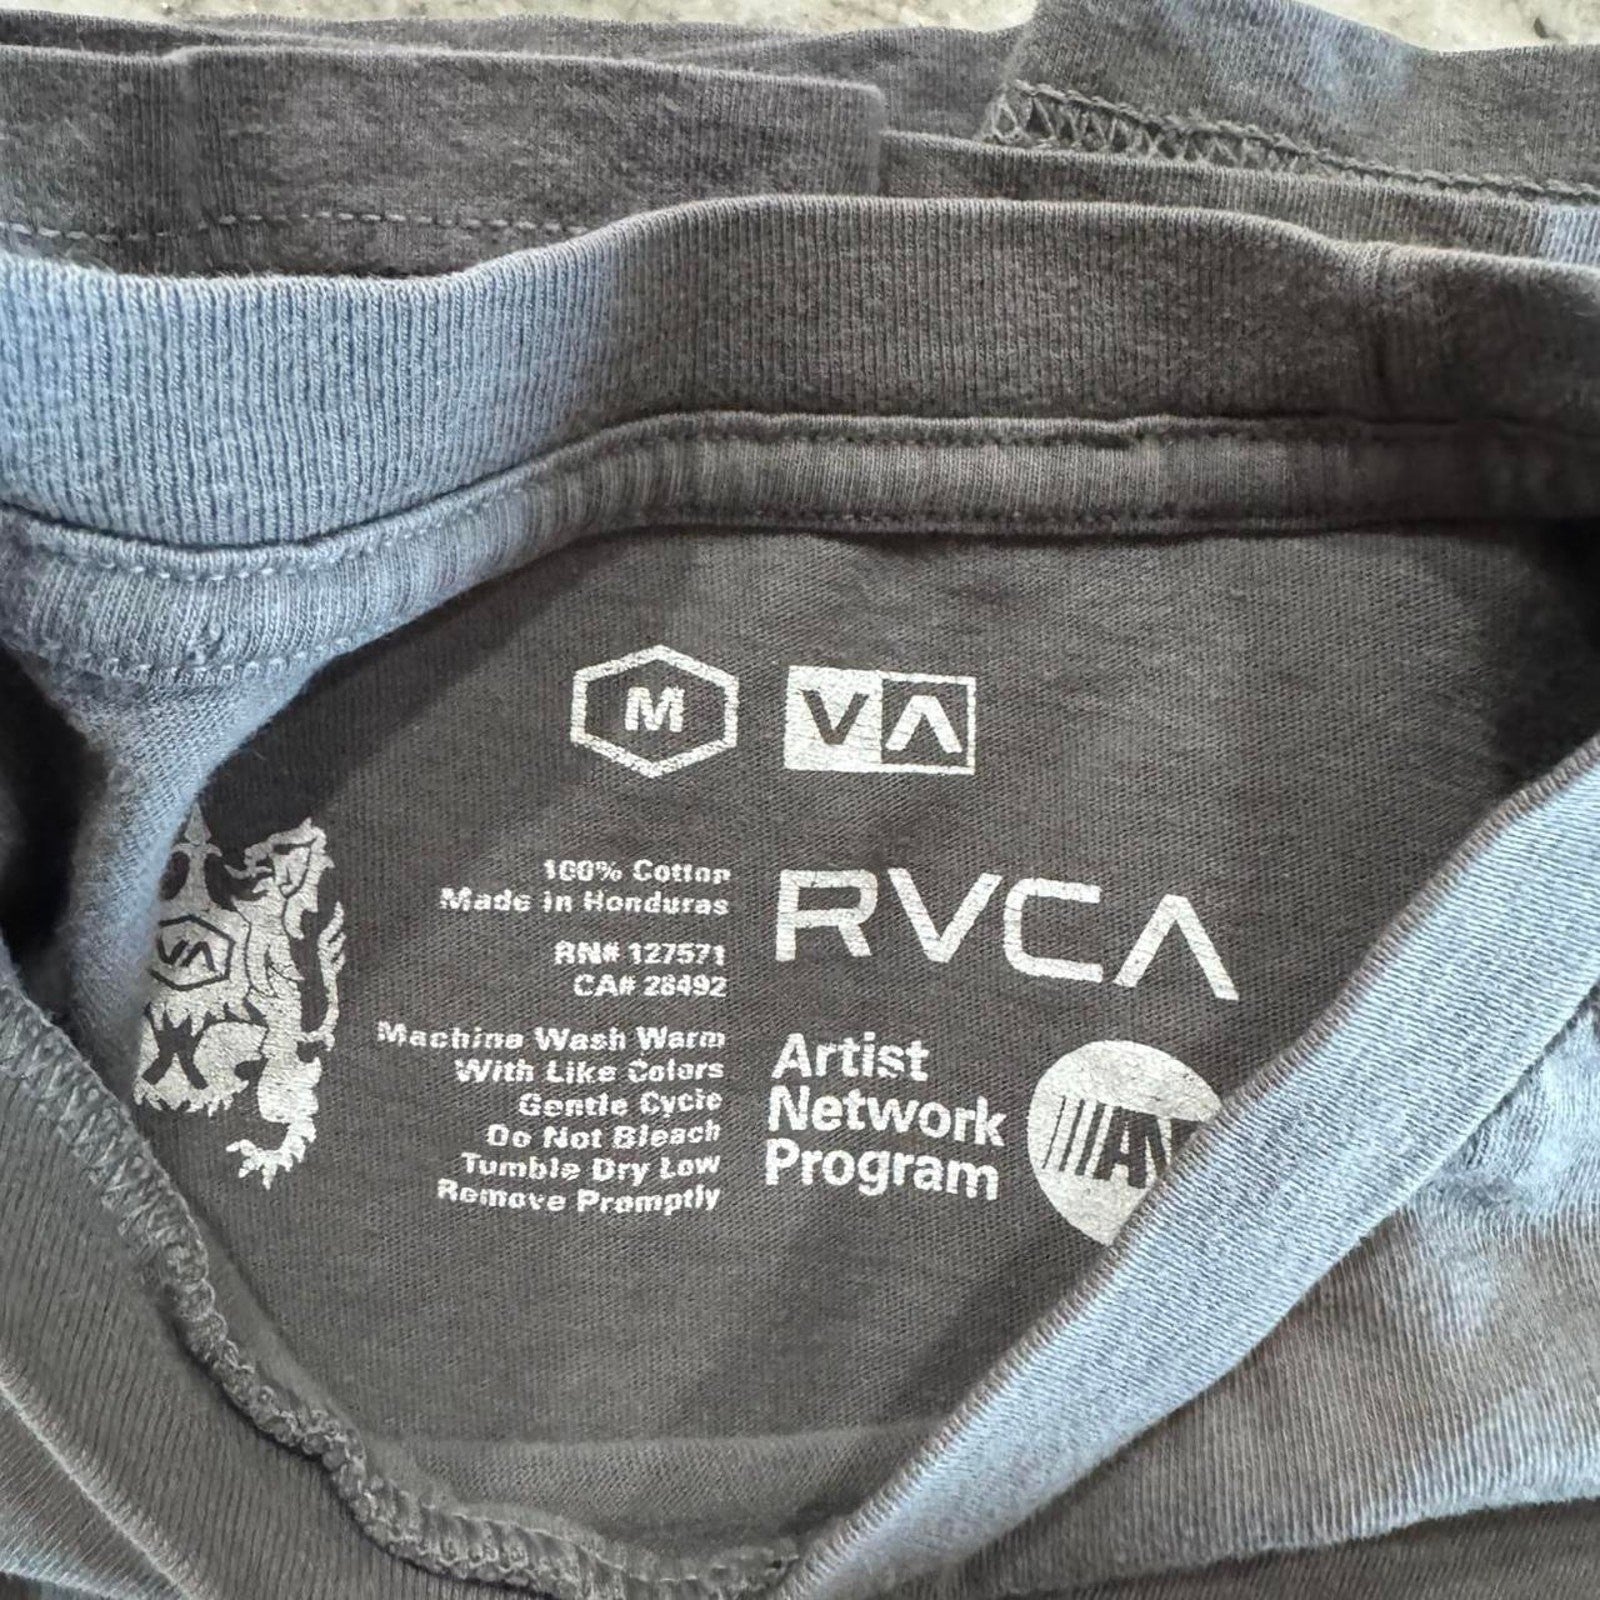 M
VA
RVCA
100% Cotton
Made in Honduras
RN# 127571
CA# 28492
Machine Wash Warm
With Like Colors
Gentle Cycle
Do Not Bleach
Tumble Dry Low
Remove Promptly
Artist
Network
Program
VA